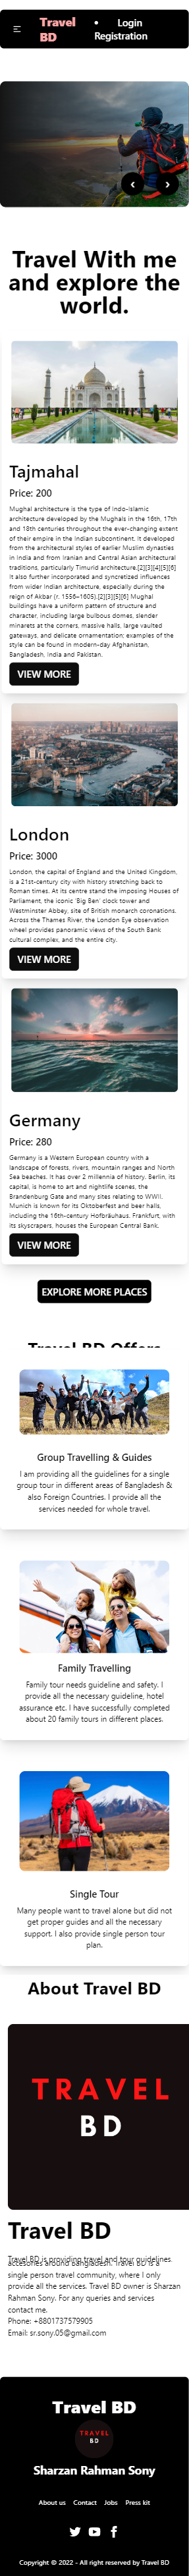 Travel BD
• Login
Registration
Travel With me
and explore the
world.
Tajmahal
Price: 200
Mughal architecture is the type of Indo-Islamic
architecture developed by the Mughals in the 16th, 17th
and 18th centuries throughout the ever-changing extent
of their empire in the Indian subcontinent. It developed
from the architectural styles of earlier Muslim dynasties
in India and from Iranian and Central Asian architectural
traditions, particularly Timurid architecture.[2][3][4][5][6]
It also further incorporated and syncretized influences
from wider Indian architecture, especially during the
reign of Akbar (r. 1556–1605).[2][3][5][6] Mughal
buildings have a uniform pattern of structure and
character, including large bulbous domes, slender
minarets at the corners, massive halls, large vaulted
gateways, and delicate ornamentation; examples of the
style can be found in modern-day Afghanistan,
Bangladesh, India and Pakistan.
VIEW MORE
London
Price: 3000
London, the capital of England and the United Kingdom,
is a 21st-century city with history stretching back to
Roman times. At its centre stand the imposing Houses of
Parliament, the iconic 'Big Ben' clock tower and
Westminster Abbey, site of British monarch coronations.
Across the Thames River, the London Eye observation
wheel provides panoramic views of the South Bank
cultural complex, and the entire city.
VIEW MORE
Germany
Price: 280
Germany is a Western European country with a
landscape of forests, rivers, mountain ranges and North
Sea beaches. It has over 2 millennia of history. Berlin, its
capital, is home to art and nightlife scenes, the
Brandenburg Gate and many sites relating to WWII.
Munich is known for its Oktoberfest and beer halls,
including the 16th-century Hofbräuhaus. Frankfurt, with
its skyscrapers, houses the European Central Bank.
VIEW MORE
EXPLORE MORE PLACES
Travel BD Offers
Group Travelling & Guides
I am providing all the guidelines for a single
group tour in different areas of Bangladesh &
also Foreign Countries. I provide all the
services needed for whole travel.
Family Travelling
Family tour needs guideline and safety. I
provide all the necessary guideline, hotel
assurance etc. I have successfully completed
about 20 family tours in different places.
Single Tour
Many people want to travel alone but did not
get proper guides and all the necessary
support. I also provide single person tour
plan.
About Travel BD
TRAVEL
BD
Travel BD
Travel BD is providing travel and tour guidelines,
accesories around Bangladesh. Travel BD is a
single person travel community, where I only
provide all the services. Travel BD owner is Sharzan
Rahman Sony. For any queries and services
contact me.
Phone: +8801737579905
Email: sr.sony.05@gmail.com
Travel BD
TRAVEL
BD
Sharzan Rahman Sony
About us Contact Jobs Press kit
Copyright © 2022 - All right reserved by Travel BD